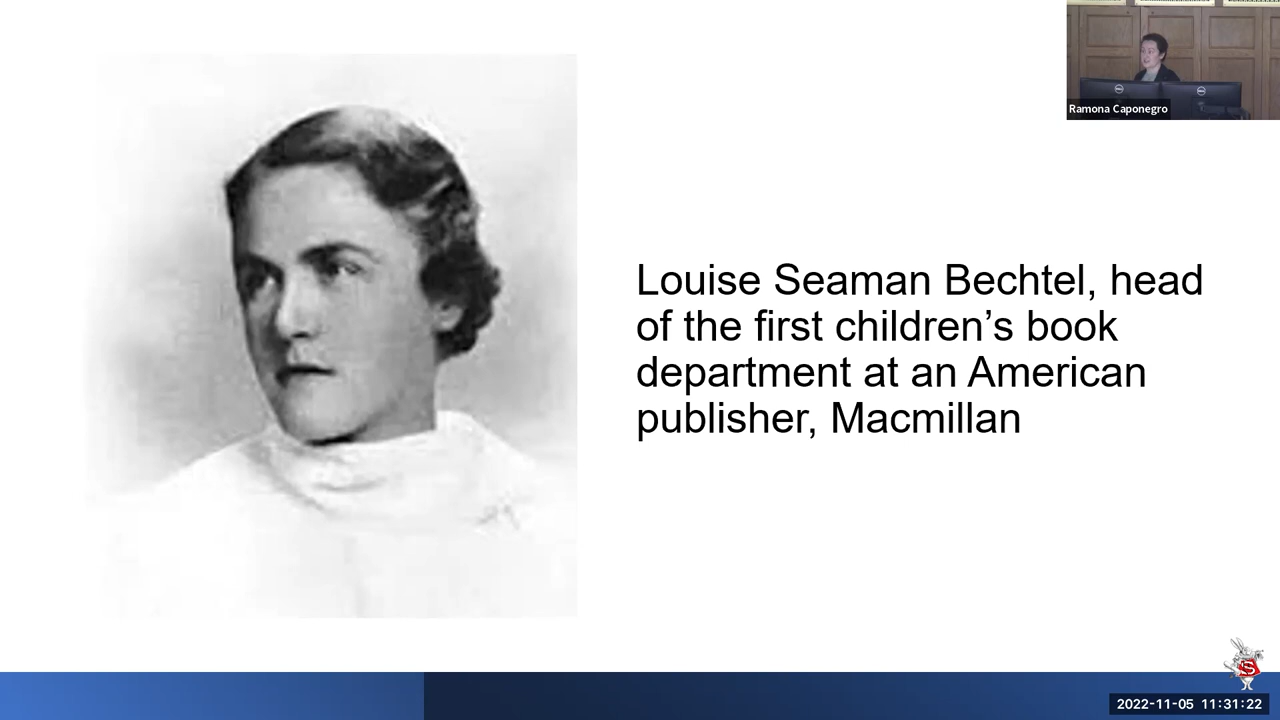 Ramona Caponegro
Louise Seaman Bechtel, head
of the first children’s book
department at an American
publisher, Macmillan
S
2022-11-05 11:31:22